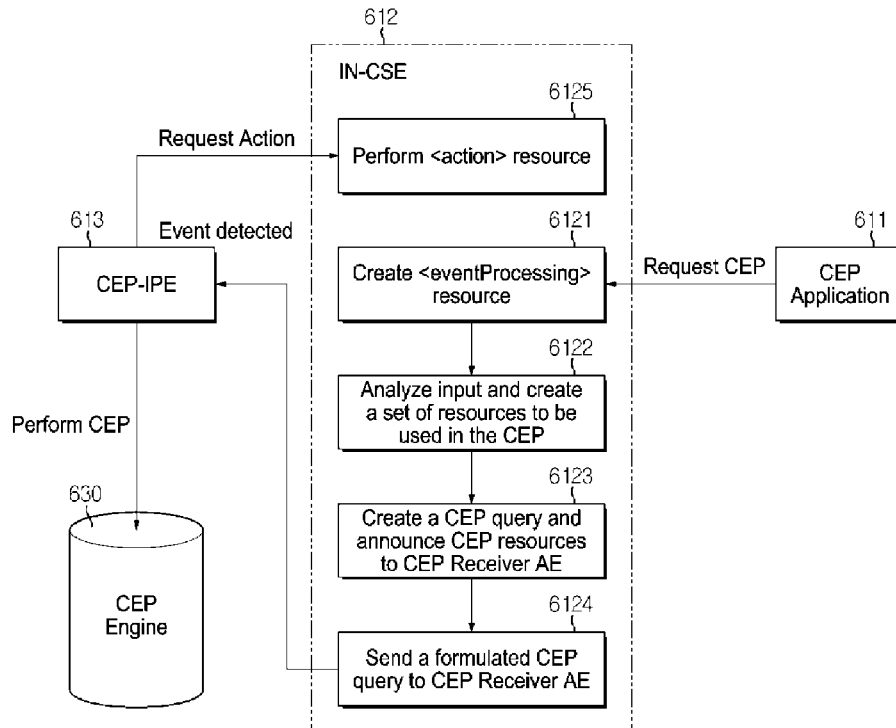 612
IN-CSE
6125
Request Action
Perform <action> resource
613
Event detected
6121
611
CEP-IPE
Create <eventProcessing>
resource
Request CEP
CEP
Application
6122
Analyze input and create
a set of resources to be
used in the CEP
Perform CEP
630
6123
Create a CEP query and
announce CEP resources
to CEP Receiver AE
CEP
Engine
6124
Send a formulated CEP
query to CEP Receiver AE